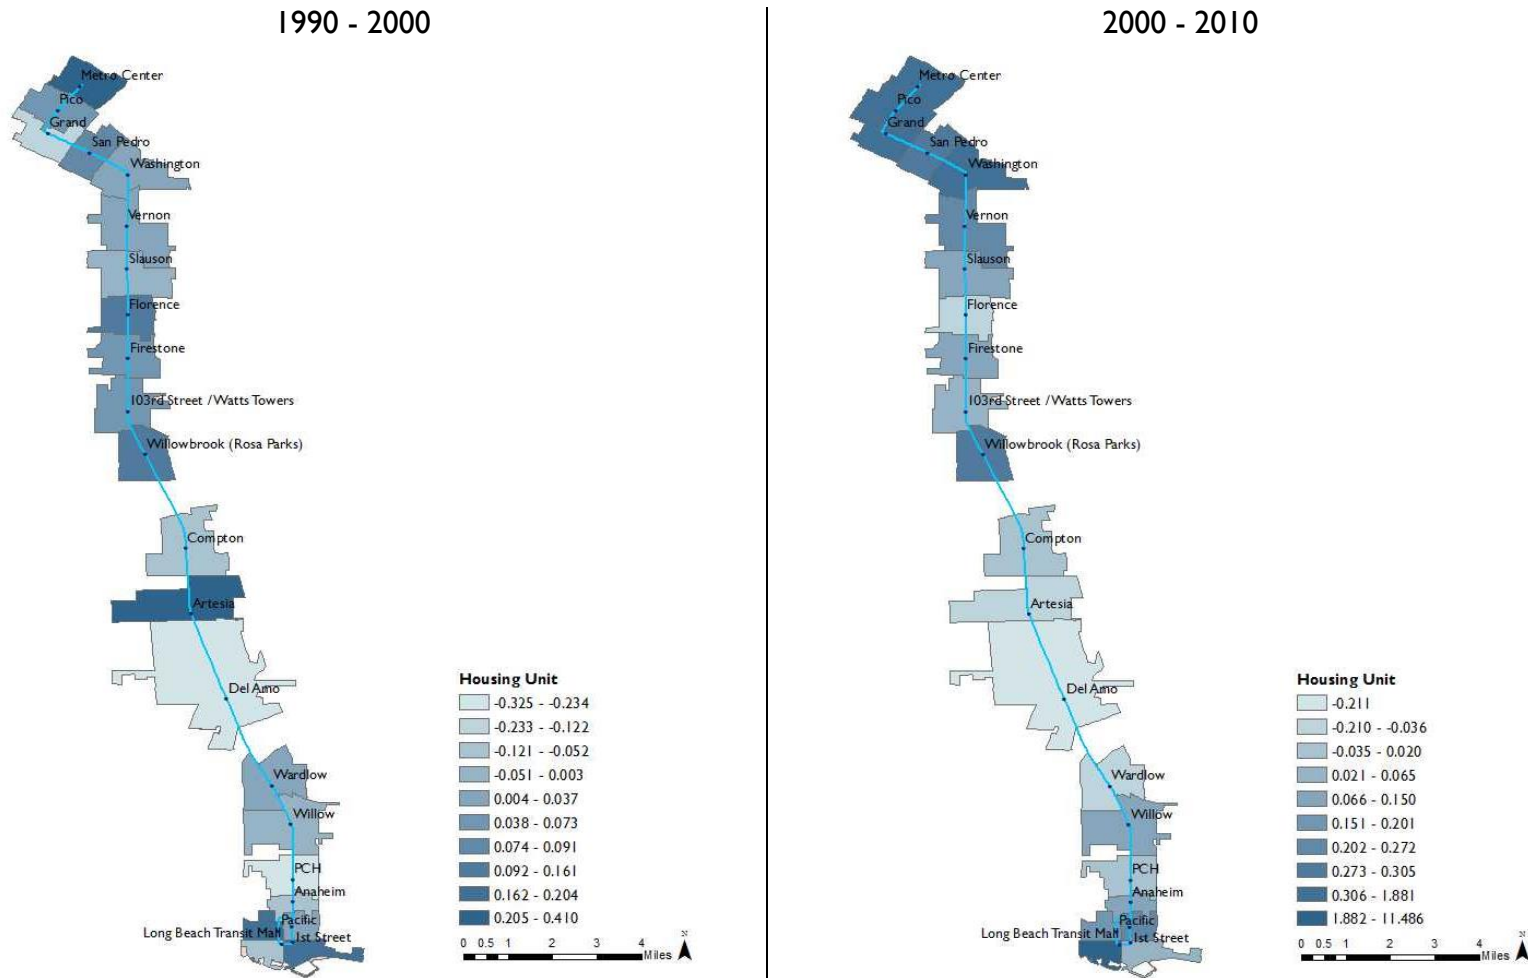 1990 - 2000
Metro Center
Pico
Grand
San Pedro
Washington
Vernon
Slauson
Florence
Firestone
103rd Street / Watts Towers
Willowbrook (Rosa Parks)
Compton
Artesia
Del Amo
Wardlow
Willow
PCH
Anaheim
Pacific
Long Beach Transit Mall
1st Street
Housing Unit
-0.325 - -0.234
-0.233 - -0.122
-0.121 - -0.052
-0.051 - 0.003
0.004 - 0.037
0.038 - 0.073
0.074 - 0.091
0.092 - 0.161
0.162 - 0.204
0.205 - 0.410
0 0.5 1 2 3 4
Miles
N
2000 - 2010
Metro Center
Pico
Grand
San Pedro
Washington
Vernon
Slauson
Florence
Firestone
103rd Street / Watts Towers
Willowbrook (Rosa Parks)
Compton
Artesia
Del Amo
Wardlow
Willow
PCH
Anaheim
Pacific
Long Beach Transit Mall
1st Street
Housing Unit
-0.211
-0.210 - -0.036
-0.035 - 0.020
0.021 - 0.065
0.066 - 0.150
0.151 - 0.201
0.202 - 0.272
0.273 - 0.305
0.306 - 1.881
1.882 - 11.486
0 0.5 1 2 3 4
Miles
N